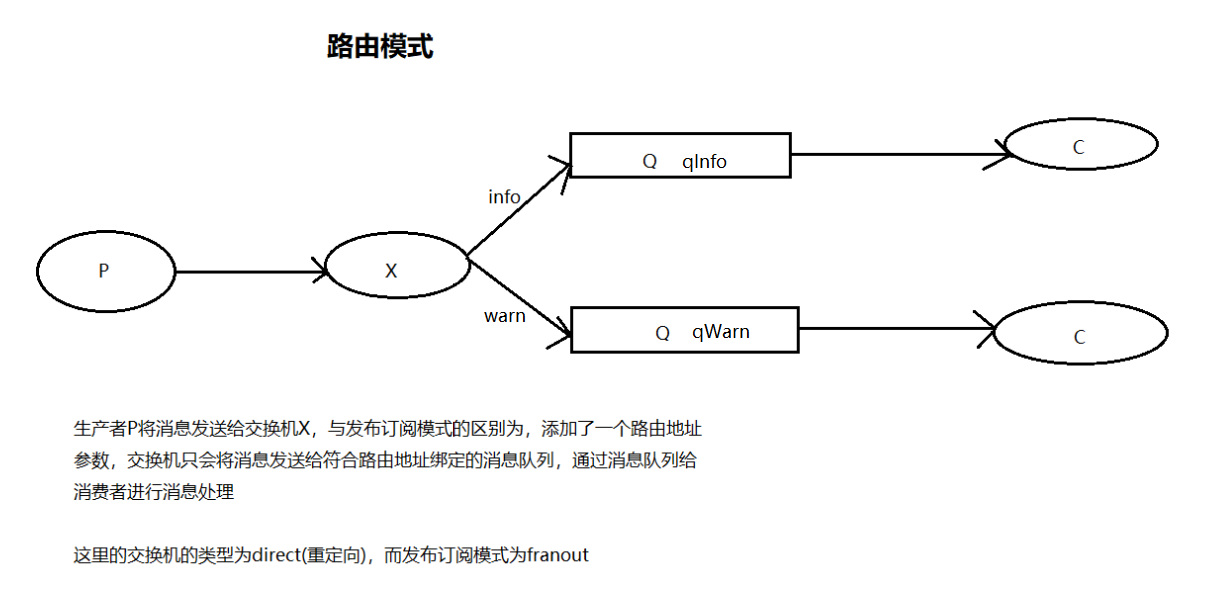 路由模式
Q qInfo
C
info
P
X
warn
Q qWarn
C
生产者P将消息发送给交换机X，与发布订阅模式的区别为，添加了一个路由地址
参数，交换机只会将消息发送给符合路由地址绑定的消息队列，通过消息队列给
消费者进行消息处理
这里的交换机的类型为direct(重定向)，而发布订阅模式为franout